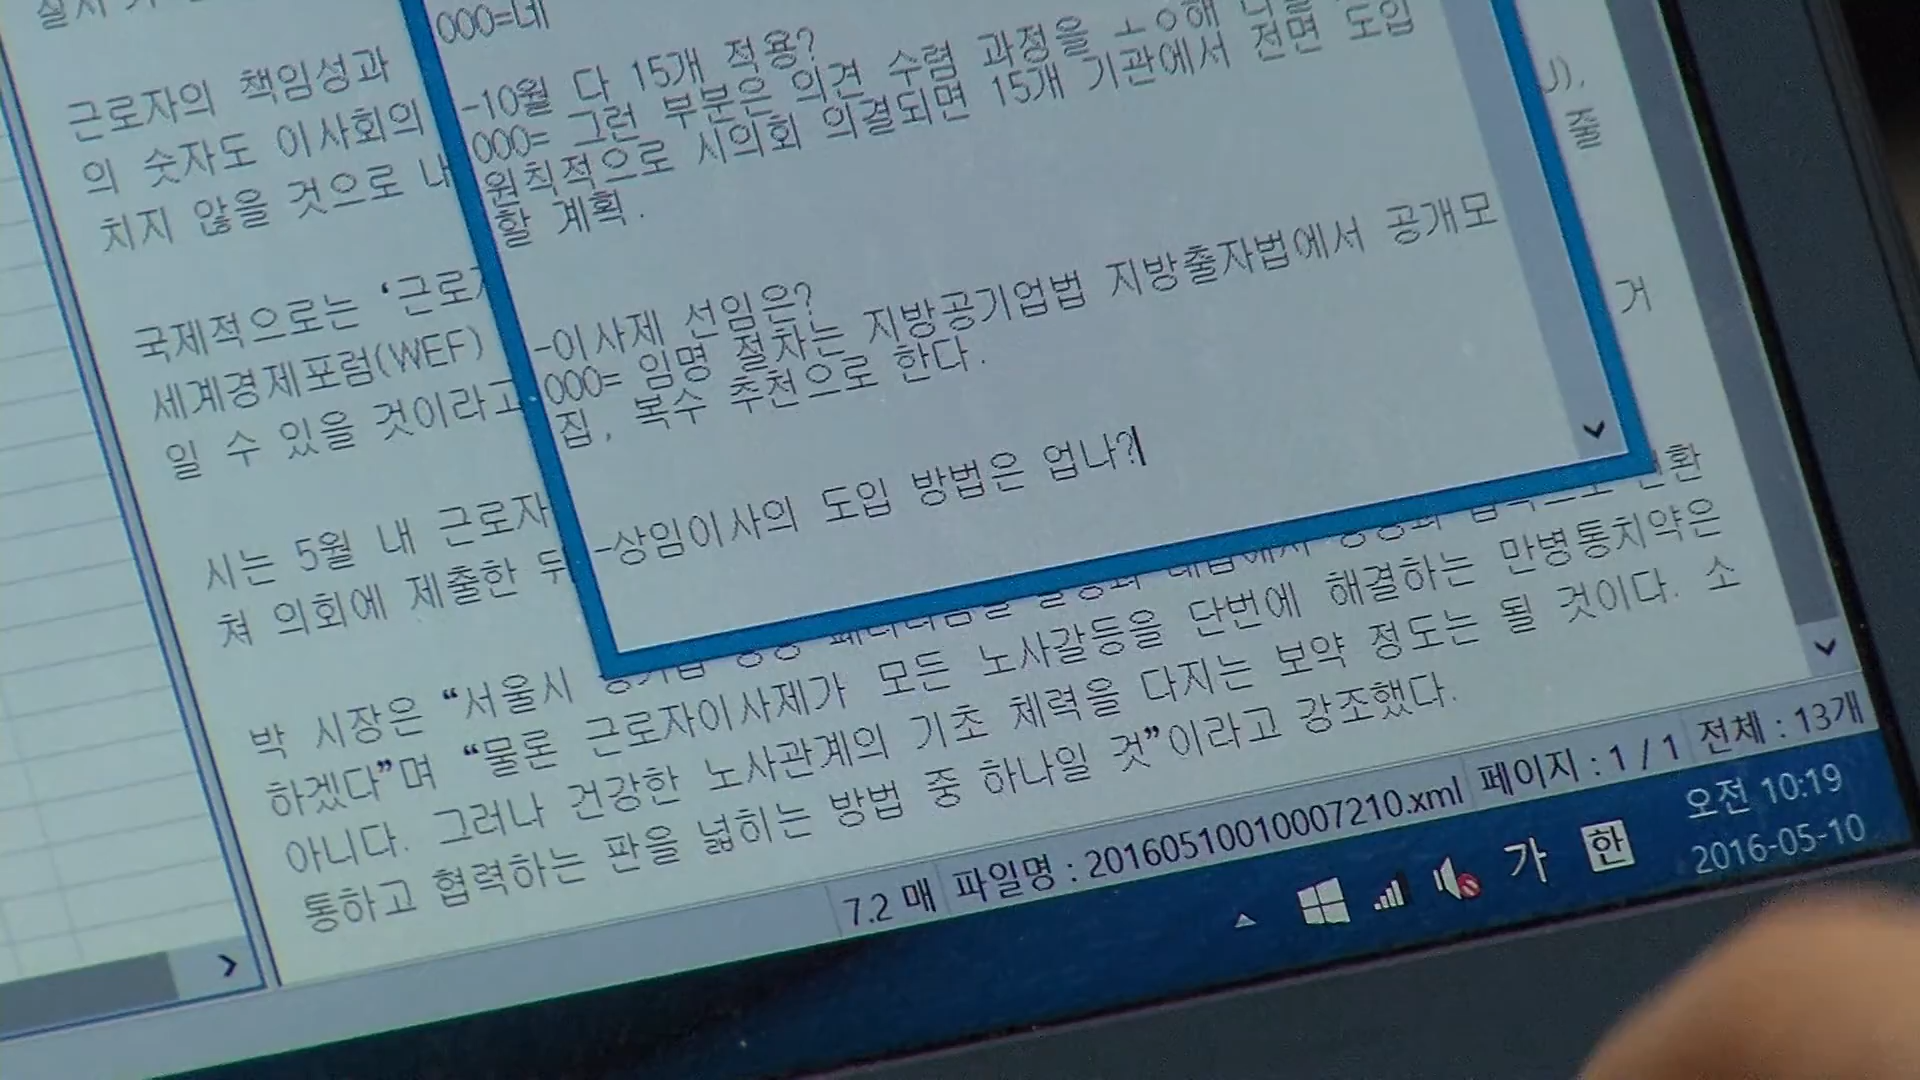 000=네
-10월 다 15개 적용?
000= 그런 부분은 의견 수렴 과정을
원칙적으로 시의회 의결되면 15개 기관에서 전면 도입
할 계획.
-이사제 선임은?
000= 임명 절차는 지방공기업법 지방출자법에서 공개모
집, 복수 추천으로 한다.
-상임이사의 도입 방법은 업나?
근로자의 책임성과
의 숫자도 이사회의
치지 않을 것으로
국제적으로는 ‘근로자
세계경제포럼(WEF)
일 수 있을 것이라고
시는 5월 내 근로자
쳐 의회에 제출한 뒤
박 시장은 “서울시
하겠다”며 “물론 근로자이사제가 모든 노사갈등을 단번에 해결하는 만병통치약은
아니다. 그러나 건강한 노사관계의 기초 체력을 다지는 보약 정도는 될 것이다. 소
통하고 협력하는 판을 넓히는 방법 중 하나일 것”이라고 강조했다.
줄
거
7.2 매 파일명 : 20160510010007210.xml 페이지 : 1 / 1 전체 : 13개
가 한 오전 10:19
2016-05-10